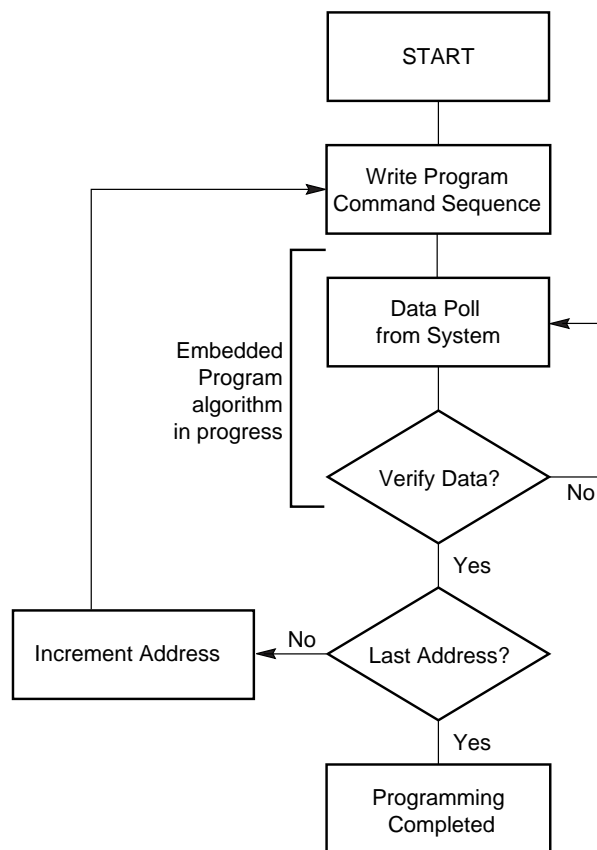 START
Write Program
Command Sequence
Data Poll
from System
Embedded
Program
algorithm
in progress
Verify Data?
No
Yes
Increment Address
No
Last Address?
Yes
Programming
Completed